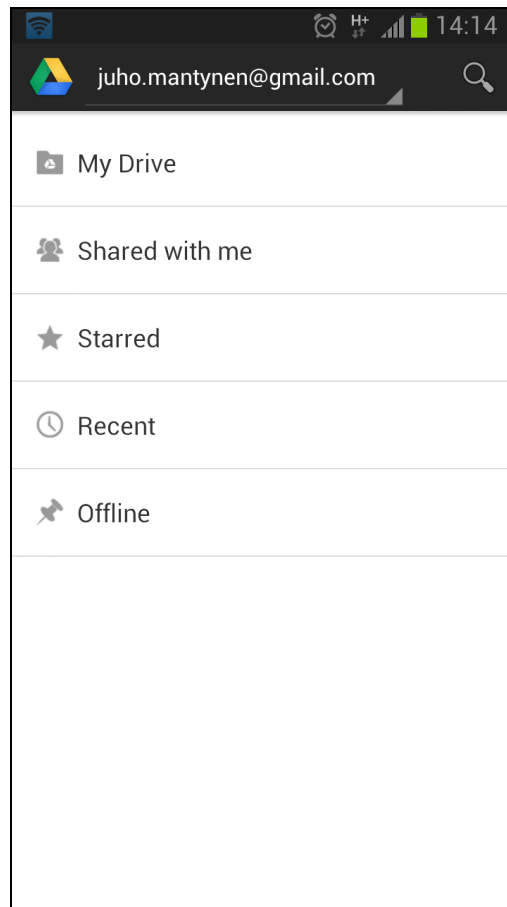 H+ 14:14
juho.mantynen@gmail.com
My Drive
Shared with me
Starred
Recent
Offline